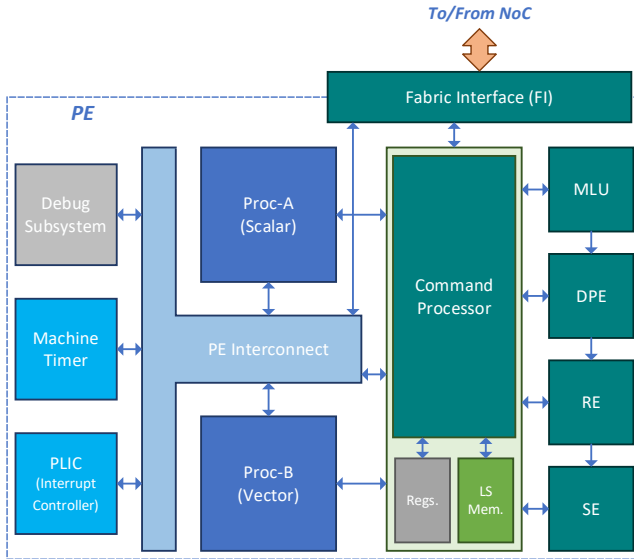 To/From NoC
Fabric Interface (FI)
PE
Debug
Subsystem
Proc-A
(Scalar)
MLU
Command
Processor
DPE
Machine
Timer
PE Interconnect
RE
PLIC
(Interrupt
Controller)
Proc-B
(Vector)
Regs.
LS
Mem.
SE